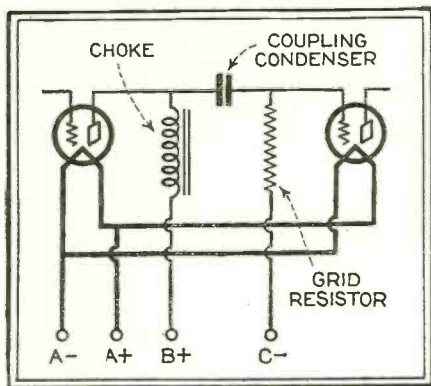 CHOKE
COUPLING
CONDENSER
GRID
RESISTOR
A- A+ B+ C-